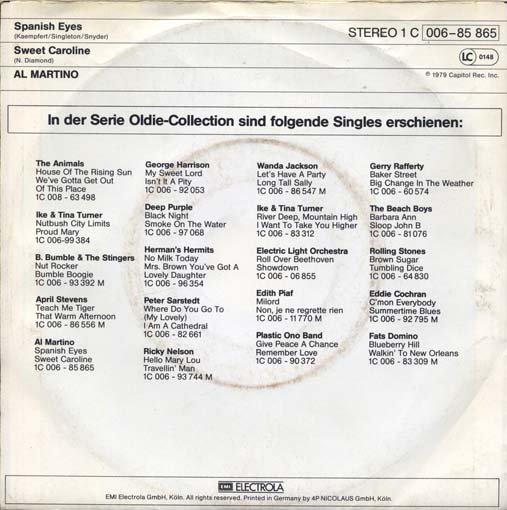 Spanish Eyes
(Kaempfert/Singleton/Snyder)
Sweet Caroline
(N. Diamond)
AL MARTINO
STEREO 1 C 006-85 865
LC 0148
℗ 1979 Capitol Rec. Inc.
In der Serie Oldie-Collection sind folgende Singles erschienen:
The Animals
House Of The Rising Sun
We've Gotta Get Out
Of This Place
1C 008 - 63 498
Ike & Tina Turner
Nutbush City Limits
Proud Mary
1C 006-99 384
B. Bumble & The Stingers
Nut Rocker
Bumble Boogie
1C 006 - 93 392 M
April Stevens
Teach Me Tiger
That Warm Afternoon
1C 006 - 86 556 M
Al Martino
Spanish Eyes
Sweet Caroline
1C 006 - 85 865
George Harrison
My Sweet Lord
Isn't It A Pity
1C 006 - 92 053
Deep Purple
Black Night
Smoke On The Water
1C 006 - 97 068
Herman's Hermits
No Milk Today
Mrs. Brown You've Got A
Lovely Daughter
1C 006 - 96 354
Peter Sarstedt
Where Do You Go To
(My Lovely)
I Am A Cathedral
1C 006 - 82 661
Ricky Nelson
Hello Mary Lou
Travellin' Man
1C 006 - 93 744 M
Wanda Jackson
Let's Have A Party
Long Tall Sally
1C 006 - 86 547 M
Ike & Tina Turner
River Deep, Mountain High
I Want To Take You Higher
1C 006 - 83 312
Electric Light Orchestra
Roll Over Beethoven
Showdown
1C 006 - 06 855
Edith Piaf
Milord
Non, je ne regrette rien
1C 006 - 11 770 M
Plastic Ono Band
Give Peace A Chance
Remember Love
1C 006 - 90 372
Gerry Rafferty
Baker Street
Big Change In The Weather
1C 006 - 60 574
The Beach Boys
Barbara Ann
Sloop John B
1C 006 - 81 076
Rolling Stones
Brown Sugar
Tumbling Dice
1C 006 - 64 830
Eddie Cochran
C'mon Everybody
Summertime Blues
1C 006 - 92 795 M
Fats Domino
Blueberry Hill
Walkin' To New Orleans
1C 006 - 83 309 M
EMI ELECTROLA
EMI Electrola GmbH, Köln. All rights reserved. Printed in Germany by 4P NICOLAUS GmbH, Köln.